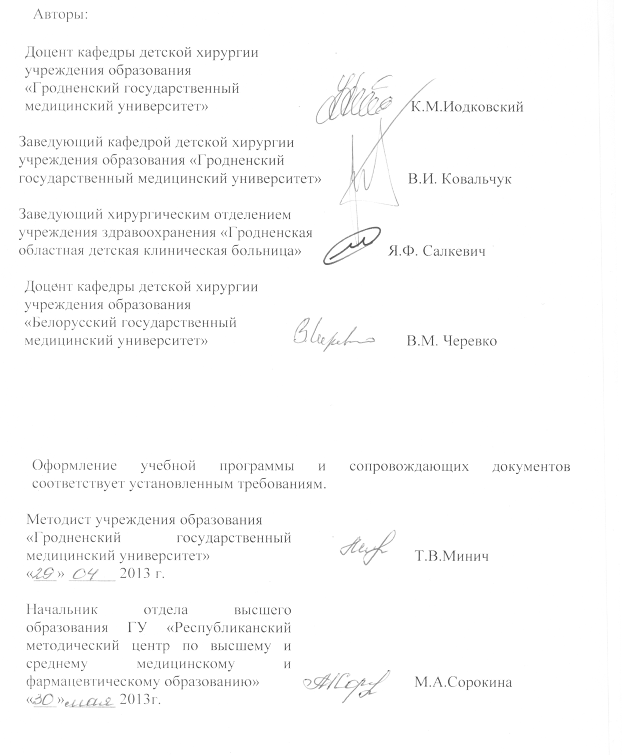 Авторы:
Доцент кафедры детской хирургии
учреждения образования
«Гродненский государственный
медицинский университет» К.М.Иодковский
Заведующий кафедрой детской хирургии
учреждения образования «Гродненский
государственный медицинский университет» В.И. Ковальчук
Заведующий хирургическим отделением
учреждения здравоохранения «Гродненская
областная детская клиническая больница» Я.Ф. Салкевич
Доцент кафедры детской хирургии
учреждения образования
«Белорусский государственный
медицинский университет» В.М. Черевко
Оформление учебной программы и сопровождающих документов
соответствует установленным требованиям.
Методист учреждения образования
«Гродненский государственный
медицинский университет» Т.В.Минич
«29» 04 2013 г.
Начальник отдела высшего
образования ГУ «Республиканский
методический центр по высшему и
среднему медицинскому и
фармацевтическому образованию» М.А.Сорокина
«30» мая 2013г.